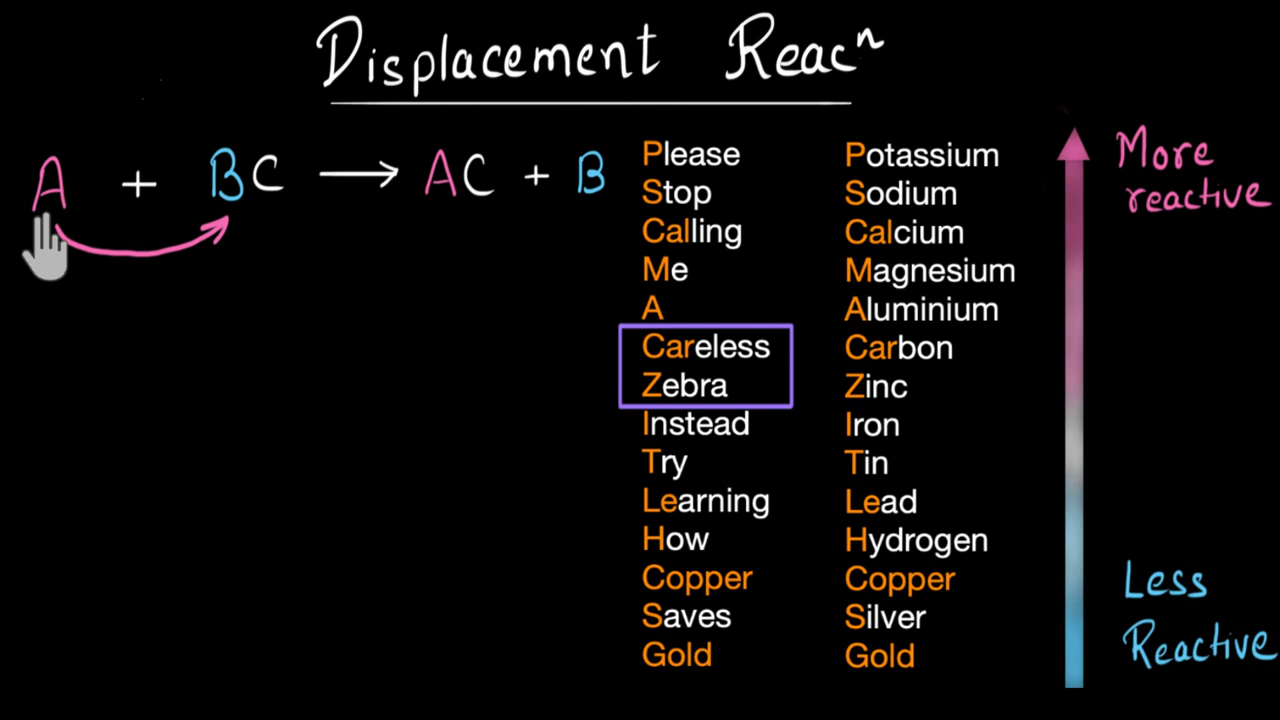 Displacement Reacⁿ
A + BC → AC + B
Please Potassium
Stop Sodium
Calling Calcium
Me Magnesium
A Aluminium
Careless Carbon
Zebra Zinc
Instead Iron
Try Tin
Learning Lead
How Hydrogen
Copper Copper
Saves Silver
Gold Gold
More
reactive
Less
Reactive